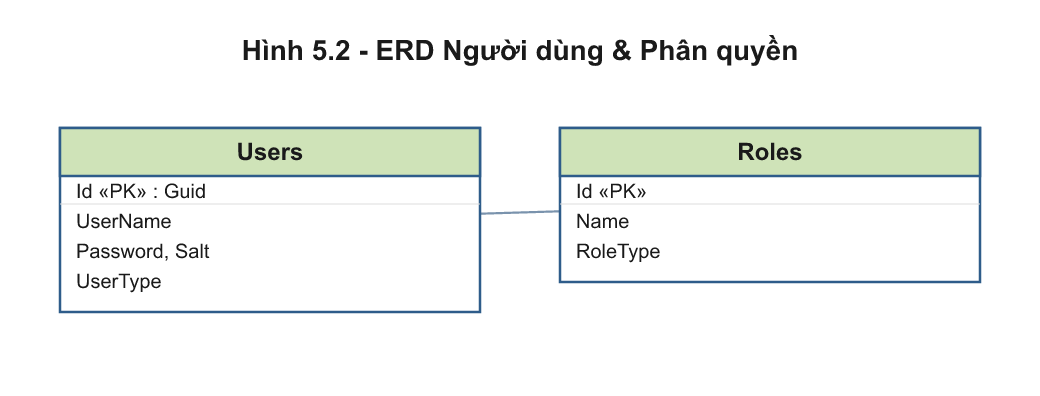 Hình 5.2 - ERD Người dùng & Phân quyền
Users
Id «PK» : Guid
UserName
Password, Salt
UserType
Roles
Id «PK»
Name
RoleType